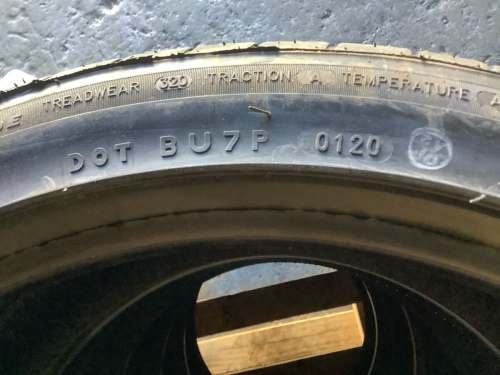 TREADWEAR 320 TRACTION A TEMPERATURE
DOT BU7P 0120